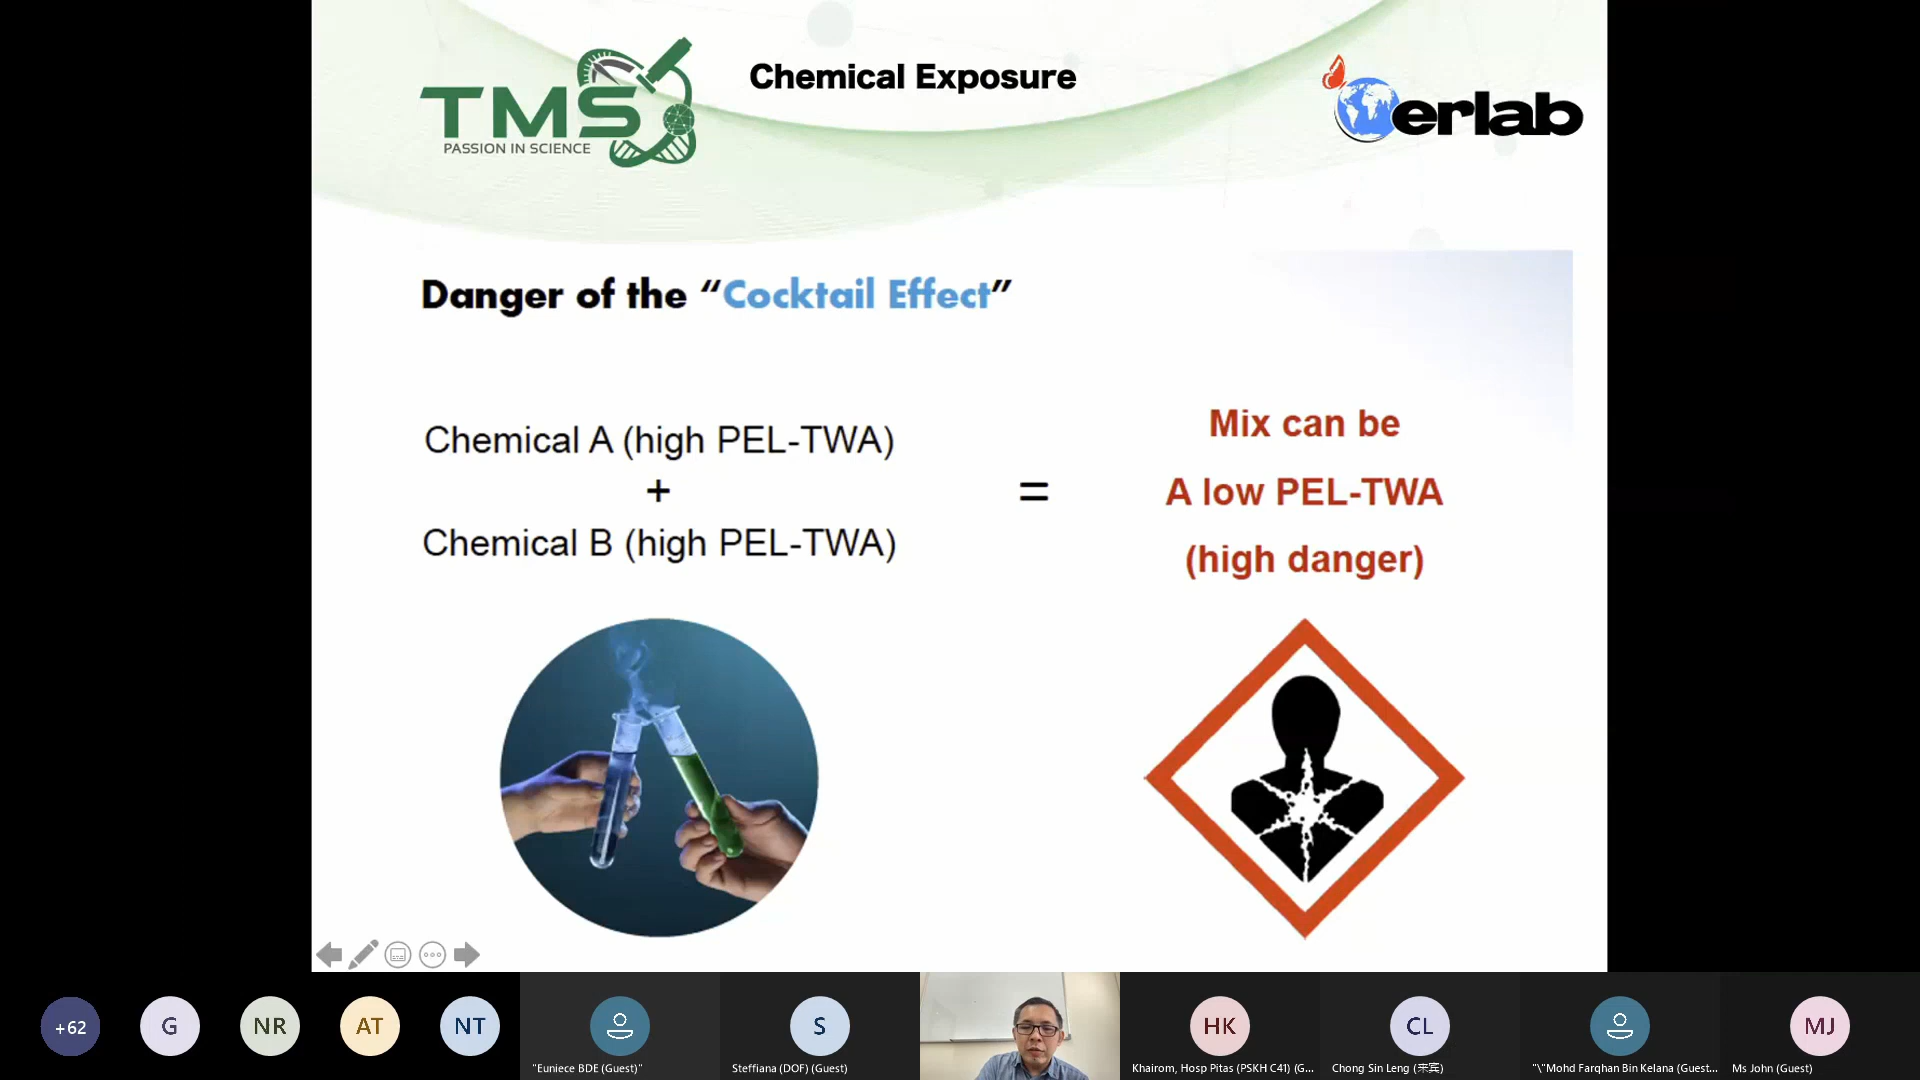 TMS
PASSION IN SCIENCE
Chemical Exposure
erlab
Danger of the “Cocktail Effect”
Chemical A (high PEL-TWA)
+
Chemical B (high PEL-TWA)
=
Mix can be
A low PEL-TWA
(high danger)
+62
G
NR
AT
NT
"Euniece BDE (Guest)"
S
Steffiana (DOF) (Guest)
HK
Khairom, Hosp Pitas (PSKH C41) (G...
CL
Chong Sin Leng (宋宾)
"\"Mohd Farqhan Bin Kelana (Guest...
MJ
Ms John (Guest)